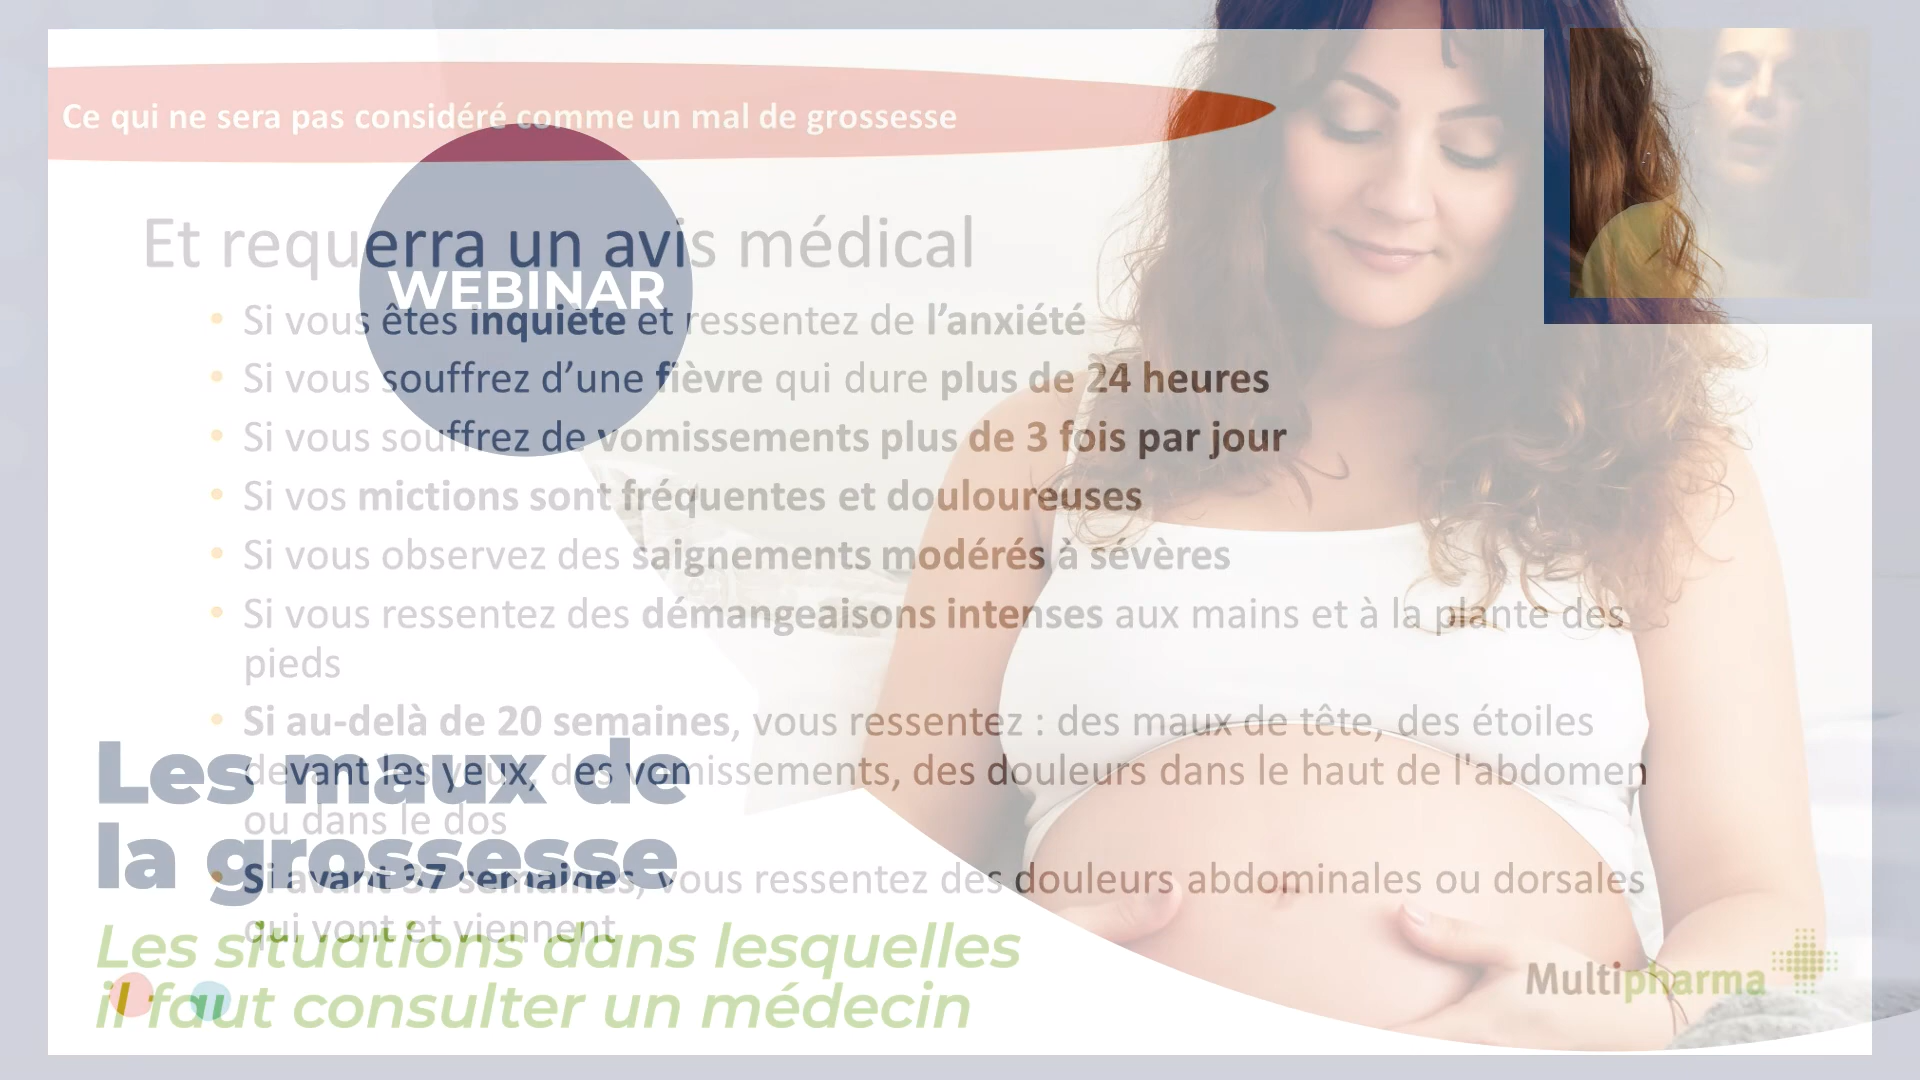 Ce qui ne sera pas considéré comme un mal de grossesse
Et requerra un avis médical
WEBINAR
• Si vous êtes inquiète et ressentez de l’anxiété
• Si vous souffrez d’une fièvre qui dure plus de 24 heures
• Si vous souffrez de vomissements plus de 3 fois par jour
• Si vos mictions sont fréquentes et douloureuses
• Si vous observez des saignements modérés à sévères
• Si vous ressentez des démangeaisons intenses aux mains et à la plante des
pieds
• Si au-delà de 20 semaines, vous ressentez : des maux de tête, des étoiles
devant les yeux, des vomissements, des douleurs dans le haut de l'abdomen
ou dans le dos
• Si avant 37 semaines, vous ressentez des douleurs abdominales ou dorsales
qui vont et viennent
Les maux de
la grossesse
Les situations dans lesquelles
il faut consulter un médecin
Multipharma